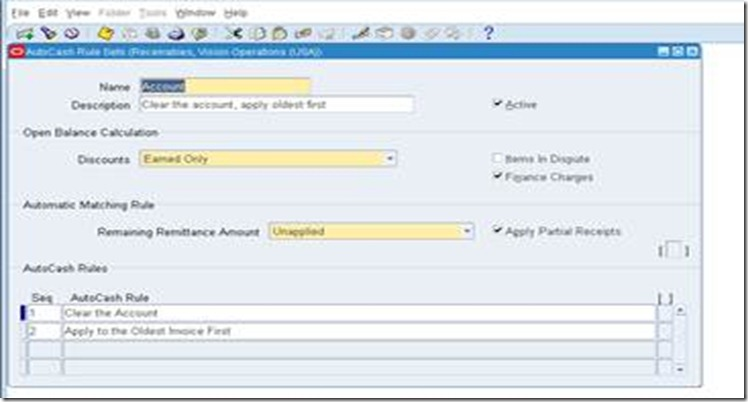 File Edit View Folder Tools Window Help
?
AutoCash Rule Sets (Receivables, Vision Operations (USA))
Name Account
Description Clear the account, apply oldest first Active
Open Balance Calculation
Discounts Earned Only Items In Dispute
Finance Charges
Automatic Matching Rule
Remaining Remittance Amount Unapplied Apply Partial Receipts
[ ]
AutoCash Rules
Seq AutoCash Rule [ ]
1 Clear the Account
2 Apply to the Oldest Invoice First